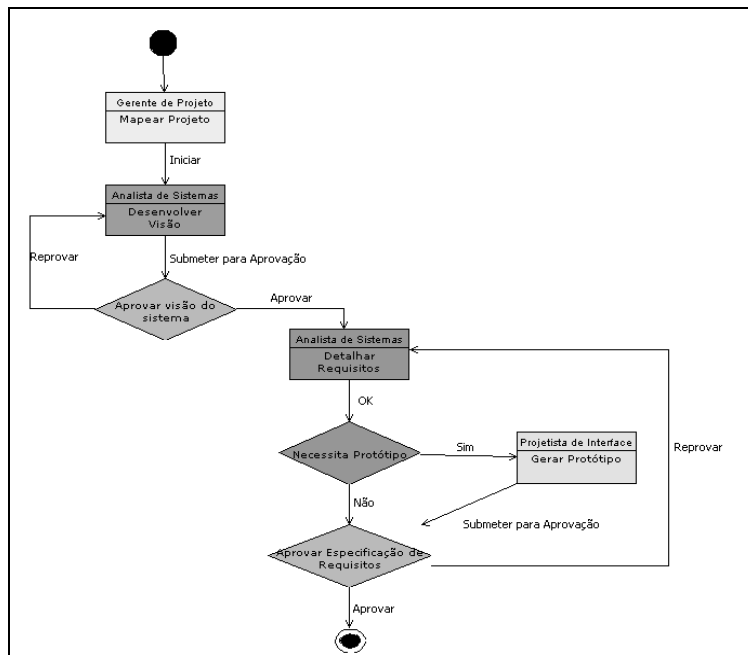 Gerente de Projeto
Mapear Projeto
Iniciar
Analista de Sistemas
Desenvolver
Visão
Reprovar
Submeter para Aprovação
Aprovar visão do
sistema
Aprovar
Analista de Sistemas
Detalhar
Requisitos
OK
Necessita Protótipo
Sim
Projetista de Interface
Gerar Protótipo
Reprovar
Não
Submeter para Aprovação
Aprovar Especificação de
Requisitos
Aprovar